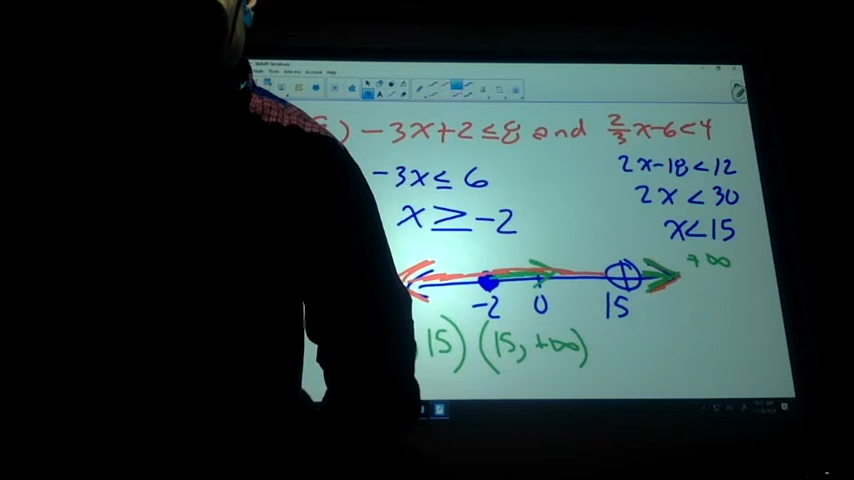 ) -3x+2≤8 and 2/3x-6<4
-3x≤6
2x-18<12
2x<30
x≥-2
x<15
+∞
-2 0 15
15) (15, +∞)